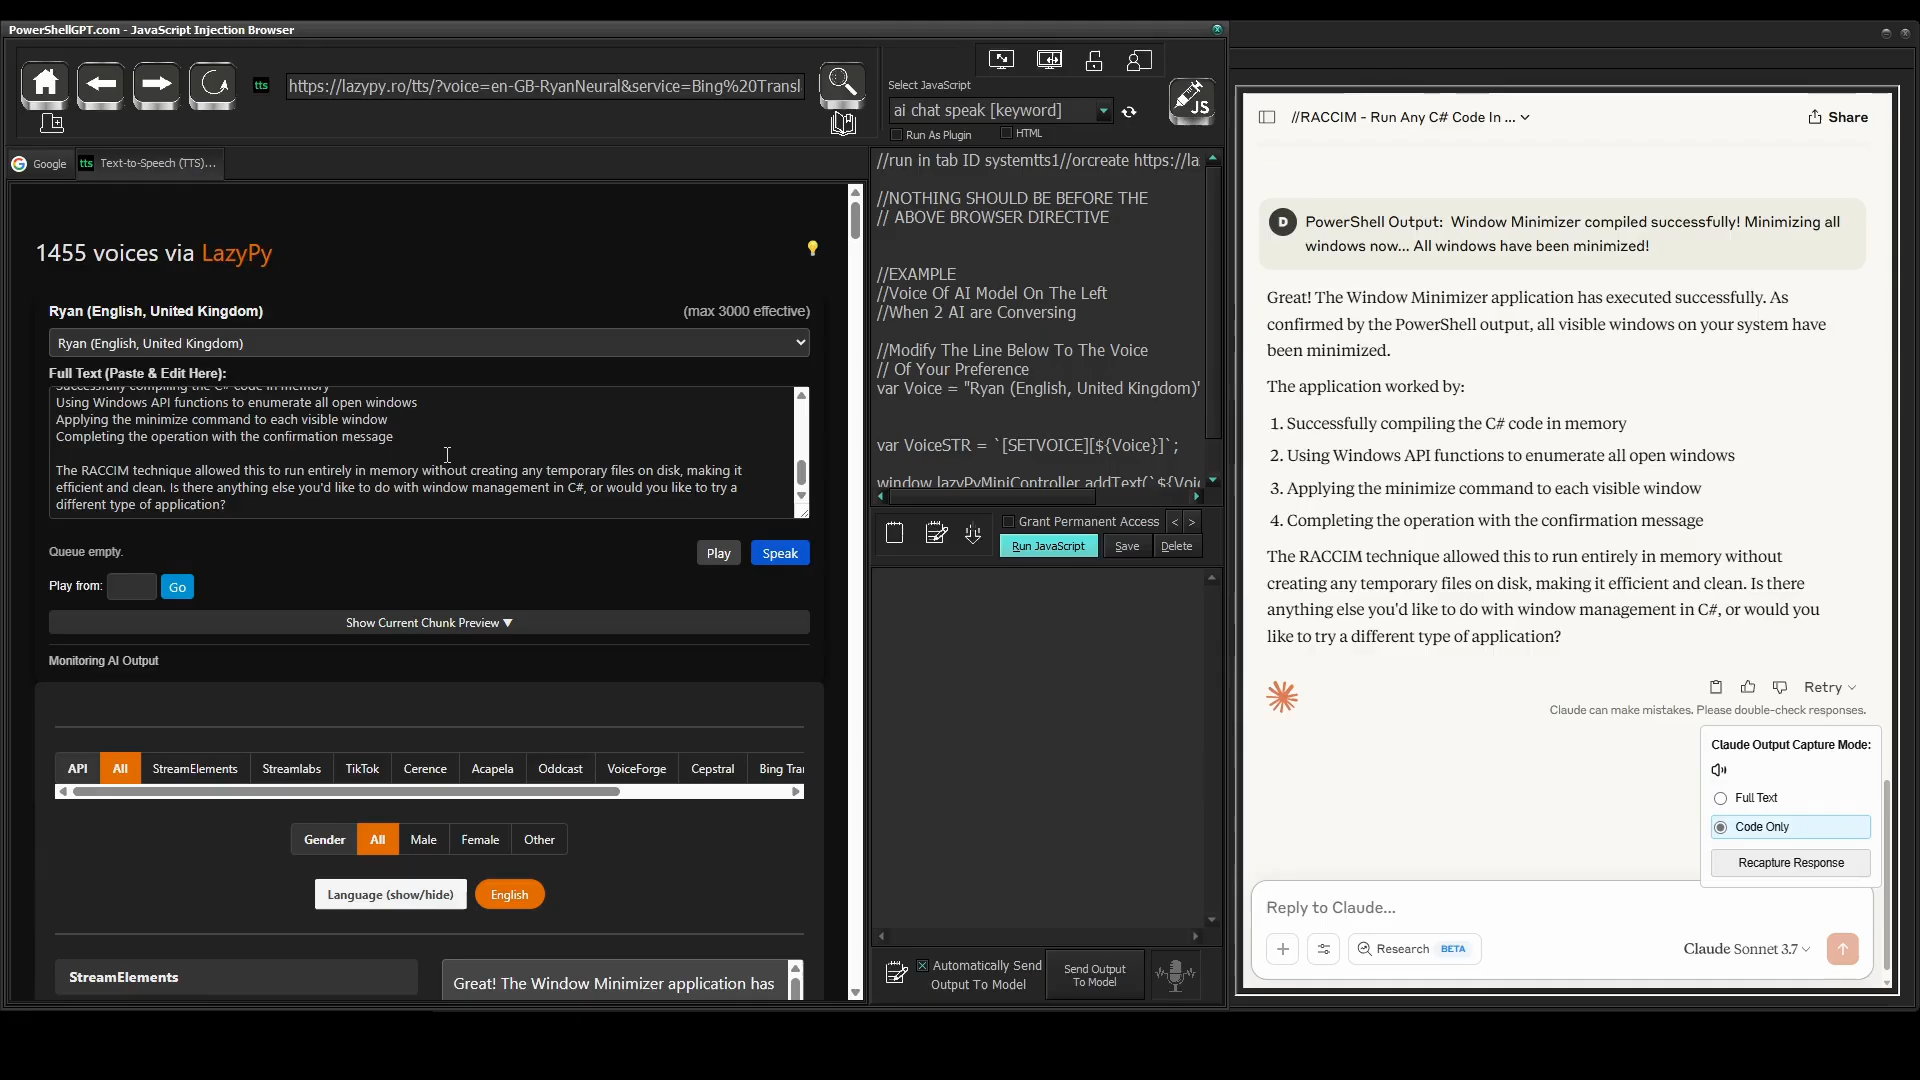 PowerShellGPT.com - JavaScript Injection Browser
tts
https://lazypy.ro/tts/?voice=en-GB-RyanNeural&service=Bing%20Transl
Select JavaScript
ai chat speak [keyword]
Run As Plugin
HTML
JS
Google
tts Text-to-Speech (TTS)...
1455 voices via LazyPy
Ryan (English, United Kingdom)
(max 3000 effective)
Ryan (English, United Kingdom)
Full Text (Paste & Edit Here):
Successfully compiling the C# code in memory
Using Windows API functions to enumerate all open windows
Applying the minimize command to each visible window
Completing the operation with the confirmation message
The RACCIM technique allowed this to run entirely in memory without creating any temporary files on disk, making it
efficient and clean. Is there anything else you'd like to do with window management in C#, or would you like to try a
different type of application?
Queue empty.
Play
Speak
Play from:
Go
Show Current Chunk Preview ▼
Monitoring AI Output
API
All
StreamElements
Streamlabs
TikTok
Cerence
Acapela
Oddcast
VoiceForge
Cepstral
Bing Tra
Gender
All
Male
Female
Other
Language (show/hide)
English
StreamElements
Great! The Window Minimizer application has
//run in tab ID systemtts1//orcreate https://la
//NOTHING SHOULD BE BEFORE THE
// ABOVE BROWSER DIRECTIVE
//EXAMPLE
//Voice Of AI Model On The Left
//When 2 AI are Conversing
//Modify The Line Below To The Voice
// Of Your Preference
var Voice = "Ryan (English, United Kingdom)"
var VoiceSTR = `[SETVOICE][${Voice}]`;
window.lazyPyMiniController.addText(`${Voi
Grant Permanent Access
<
>
Run JavaScript
Save
Delete
Automatically Send
Output To Model
Send Output
To Model
//RACCIM - Run Any C# Code In ...
Share
D
PowerShell Output: Window Minimizer compiled successfully! Minimizing all
windows now... All windows have been minimized!
Great! The Window Minimizer application has executed successfully. As
confirmed by the PowerShell output, all visible windows on your system have
been minimized.
The application worked by:
1. Successfully compiling the C# code in memory
2. Using Windows API functions to enumerate all open windows
3. Applying the minimize command to each visible window
4. Completing the operation with the confirmation message
The RACCIM technique allowed this to run entirely in memory without
creating any temporary files on disk, making it efficient and clean. Is there
anything else you'd like to do with window management in C#, or would you
like to try a different type of application?
Retry
Claude can make mistakes. Please double-check responses.
Claude Output Capture Mode:
Full Text
Code Only
Recapture Response
Reply to Claude...
Research BETA
Claude Sonnet 3.7